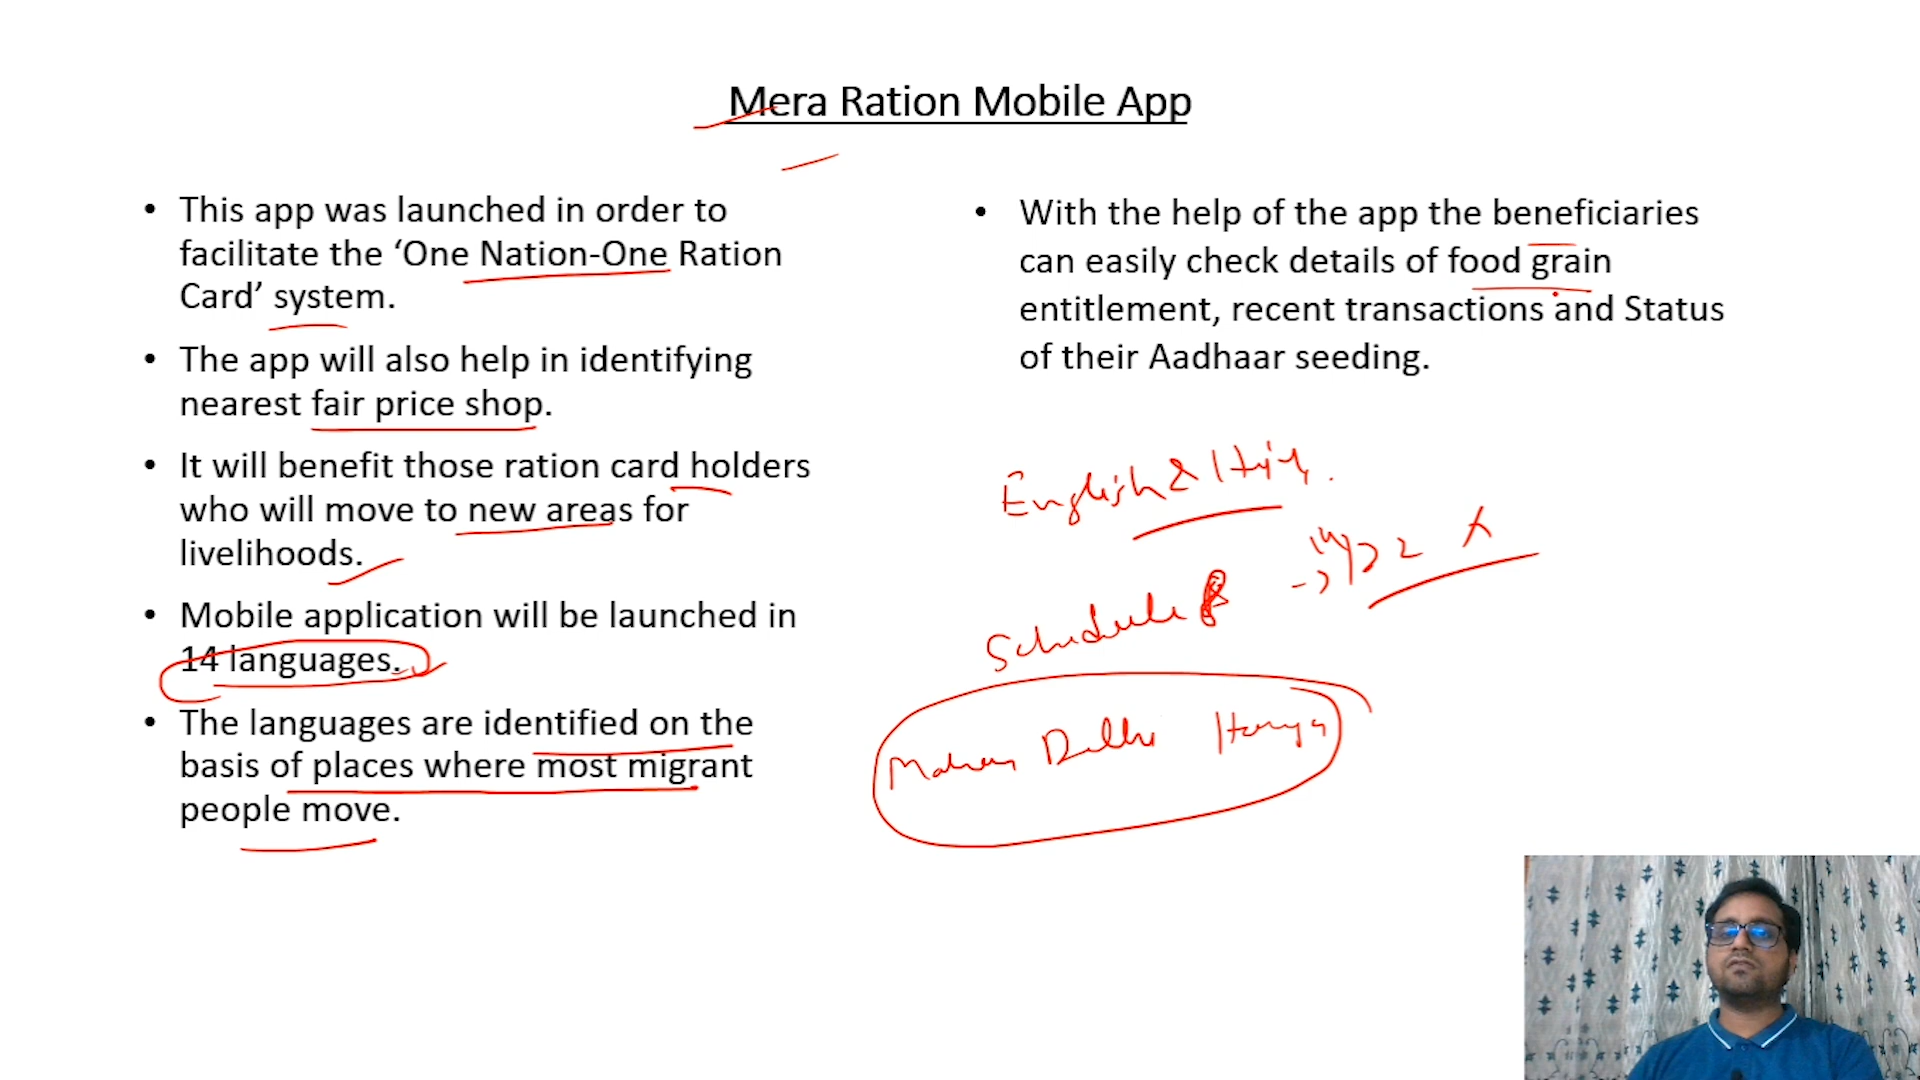 Mera Ration Mobile App
• This app was launched in order to
facilitate the ‘One Nation-One Ration
Card’ system.
• The app will also help in identifying
nearest fair price shop.
• It will benefit those ration card holders
who will move to new areas for
livelihoods.
• Mobile application will be launched in
14 languages.
• The languages are identified on the
basis of places where most migrant
people move.
• With the help of the app the beneficiaries
can easily check details of food grain
entitlement, recent transactions and Status
of their Aadhaar seeding.
English &
Schedule 8
Delhi